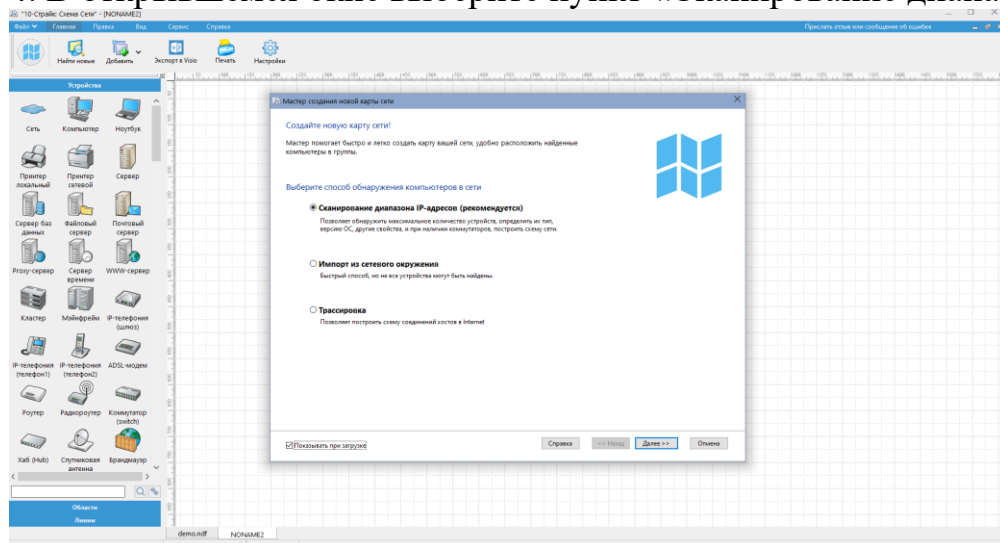 4. В открывшемся окне выберите пункт «Сканирование диапа
"10-Страйк: Схема Сети" - [NONAME2]
Файл Главная Правка Вид Сервис Справка Прислать отзыв или сообщение об ошибке
Найти новые Добавить Экспорт в Visio Печать Настройки
Устройства
Сеть Компьютер Ноутбук
Принтер локальный Принтер сетевой Сервер
Сервер баз данных Файловый сервер Почтовый сервер
Proxy-сервер Сервер времени WWW-сервер
Кластер Мэйнфрейм IP-телефония (шлюз)
IP-телефония (телефон1) IP-телефония (телефон2) ADSL-модем
Роутер Радиороутер Коммутатор (switch)
Хаб (Hub) Спутниковая антенна Брандмауэр
Области
Линии
Мастер создания новой карты сети
Создайте новую карту сети!
Мастер помогает быстро и легко создать карту вашей сети, удобно расположить найденные
компьютеры в группы.
Выберите способ обнаружения компьютеров в сети
Сканирование диапазона IP-адресов (рекомендуется)
Позволяет обнаружить максимальное количество устройств, определить их тип,
версию ОС, другие свойства, и при наличии коммутаторов, построить схему сети.
Импорт из сетевого окружения
Быстрый способ, но не все устройства могут быть найдены.
Трассировка
Позволяет построить схему соединений хостов в Internet
Показывать при загрузке
Справка << Назад Далее >> Отмена
demo.ndf NONAME2